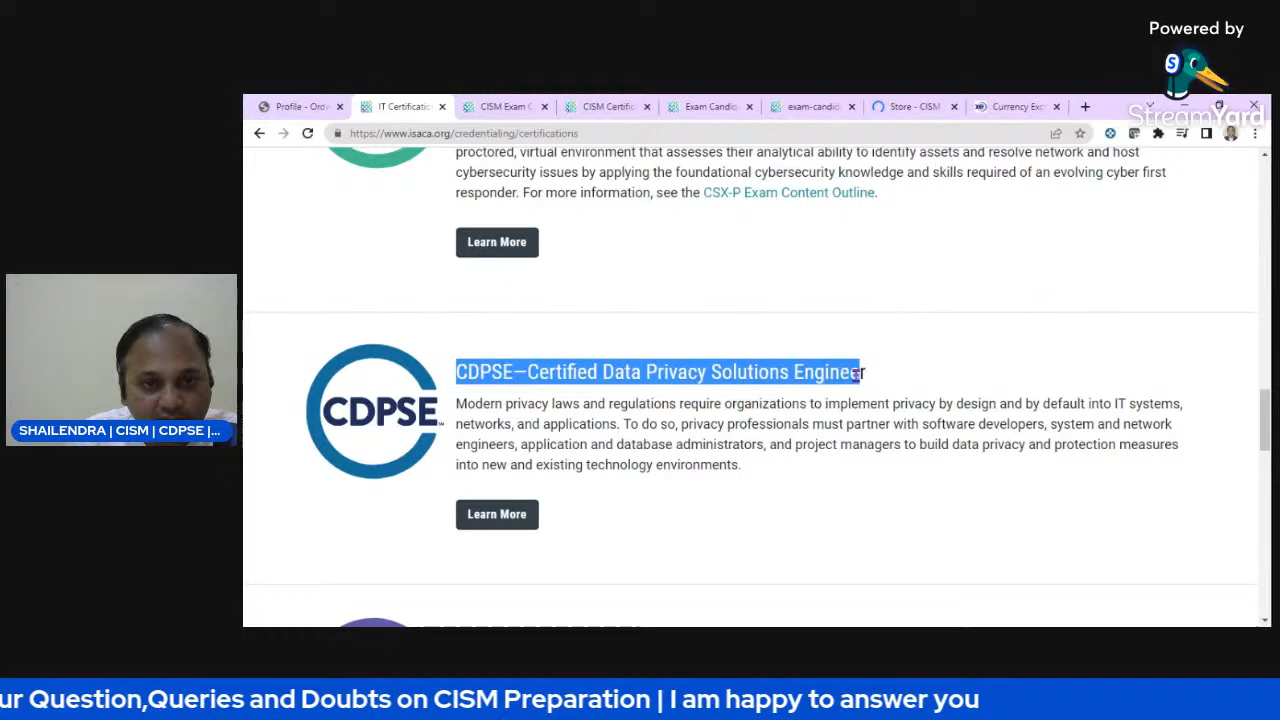 Powered by
StreamYard
Profile - Ord
IT Certificatio
CISM Exam C
CISM Certific
Exam Candid
exam-candid
Store - CISM
Currency Exc
https://www.isaca.org/credentialing/certifications
proctored, virtual environment that assesses their analytical ability to identify assets and resolve network and host
cybersecurity issues by applying the foundational cybersecurity knowledge and skills required of an evolving cyber first
responder. For more information, see the CSX-P Exam Content Outline.
Learn More
CDPSE
CDPSE—Certified Data Privacy Solutions Engineer
Modern privacy laws and regulations require organizations to implement privacy by design and by default into IT systems,
networks, and applications. To do so, privacy professionals must partner with software developers, system and network
engineers, application and database administrators, and project managers to build data privacy and protection measures
into new and existing technology environments.
Learn More
SHAILENDRA | CISM | CDPSE |...
ur Question,Queries and Doubts on CISM Preparation | I am happy to answer you